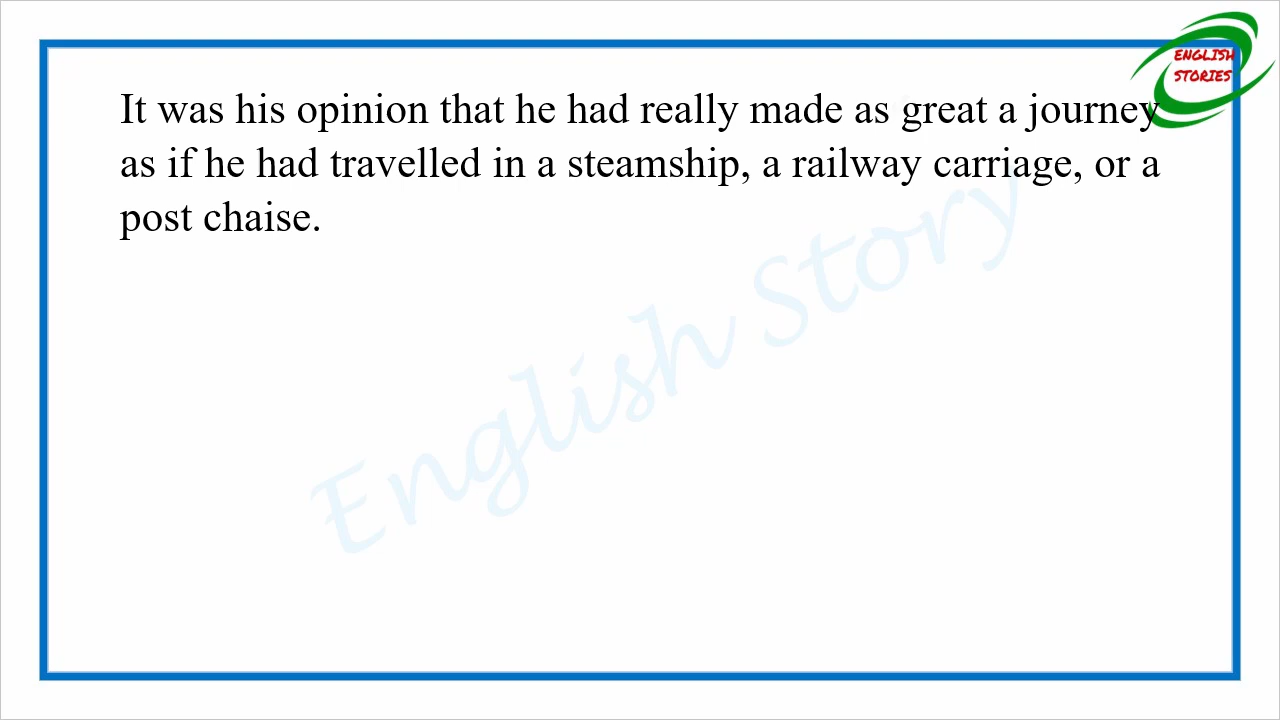 ENGLISH
STORIES
It was his opinion that he had really made as great a journey
as if he had travelled in a steamship, a railway carriage, or a
post chaise.
English Story